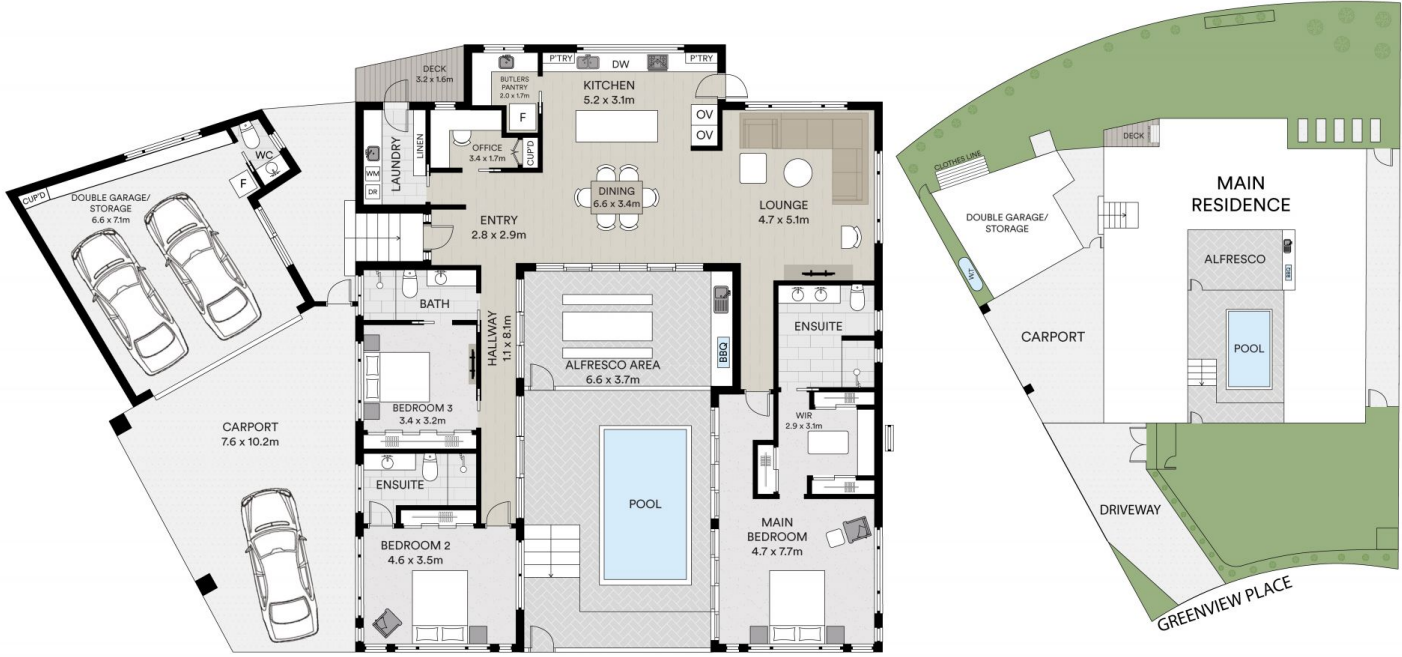 DECK
3.2 x 1.6m
BUTLERS
PANTRY
2.0 x 1.7m
F
P'TRY
DW
P'TRY
KITCHEN
5.2 x 3.1m
OV
OV
LAUNDRY
LINEN
WM
DR
OFFICE
3.4 x 1.7m
CUP'D
DINING
6.6 x 3.4m
LOUNGE
4.7 x 5.1m
ENTRY
2.8 x 2.9m
WC
F
CUP'D
DOUBLE GARAGE/
STORAGE
6.6 x 7.1m
BATH
HALLWAY
1.1 x 8.1m
ALFRESCO AREA
6.6 x 3.7m
BBQ
ENSUITE
BEDROOM 3
3.4 x 3.2m
WIR
2.9 x 3.1m
CARPORT
7.6 x 10.2m
ENSUITE
POOL
BEDROOM 2
4.6 x 3.5m
MAIN
BEDROOM
4.7 x 7.7m
DECK
CLOTHES LINE
MAIN
RESIDENCE
DOUBLE GARAGE/
STORAGE
W.T
ALFRESCO
CARPORT
POOL
DRIVEWAY
GREENVIEW PLACE